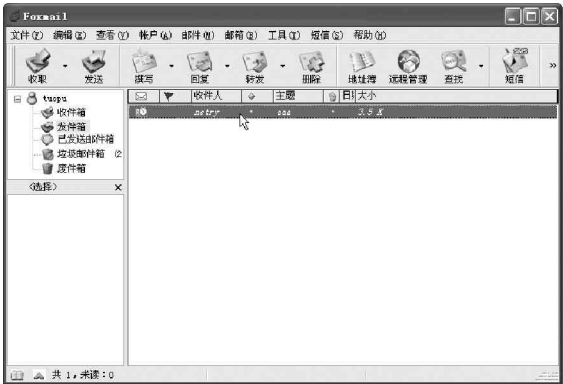 Foxmail
文件(F) 编辑(E) 查看(V) 帐户(A) 邮件(M) 邮箱(B) 工具(T) 短信(S) 帮助(H)
收取 发送 撰写 回复 转发 删除 地址簿 远程管理 查找 短信 »
tuspu 收件人 主题 日期 大小
收件箱
发件箱
已发送邮件箱
垃圾邮件箱 (2
废件箱
<选择> ×
共 1,未读:0